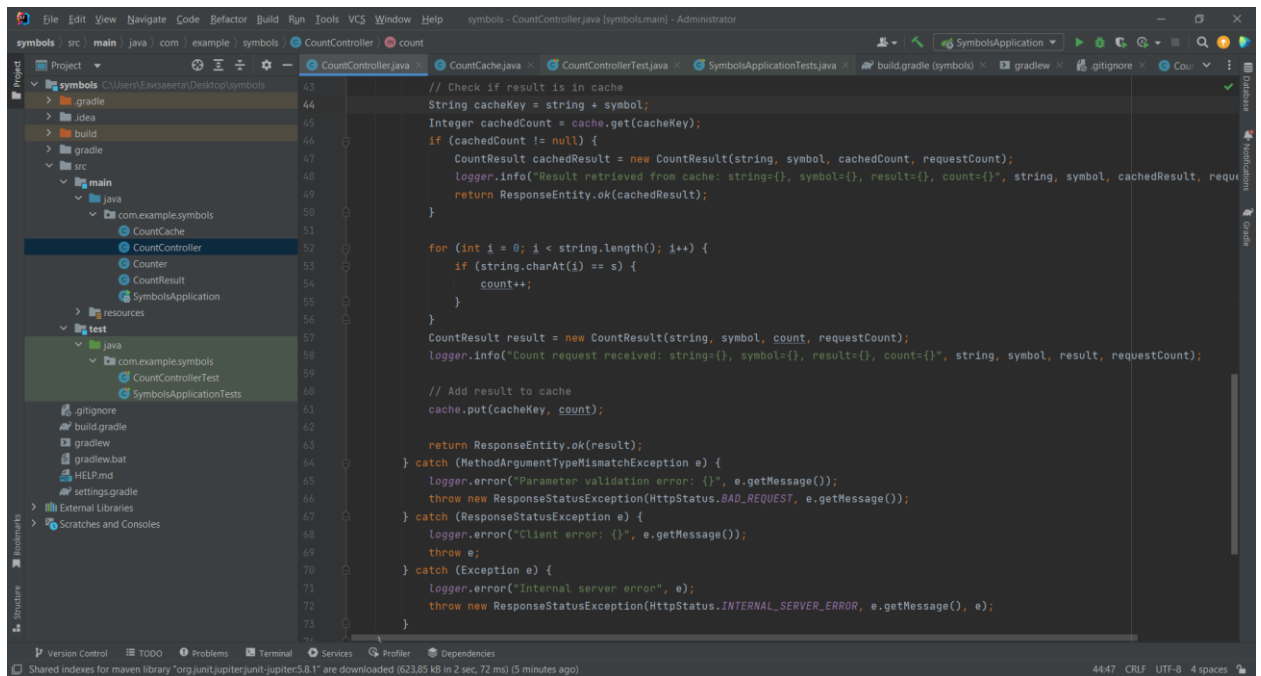 File Edit View Navigate Code Refactor Build Run Tools VCS Window Help symbols - CountController.java [symbols.main] - Administrator
symbols src main java com example symbols CountController count SymbolsApplication
Project CountController.java CountCache.java CountControllerTest.java SymbolsApplicationTests.java build.gradle (symbols) gradlew .gitignore Cou
Project
symbols C:\Users\Елизавета\Desktop\symbols
.gradle
.idea
build
gradle
src
main
java
com.example.symbols
CountCache
CountController
Counter
CountResult
SymbolsApplication
resources
test
java
com.example.symbols
CountControllerTest
SymbolsApplicationTests
.gitignore
build.gradle
gradlew
gradlew.bat
HELP.md
settings.gradle
External Libraries
Scratches and Consoles
Bookmarks
Structure
43 // Check if result is in cache
44 String cacheKey = string + symbol;
45 Integer cachedCount = cache.get(cacheKey);
46 if (cachedCount != null) {
47 CountResult cachedResult = new CountResult(string, symbol, cachedCount, requestCount);
48 logger.info("Result retrieved from cache: string={}, symbol={}, result={}, count={}", string, symbol, cachedResult, reque
49 return ResponseEntity.ok(cachedResult);
50 }
51
52 for (int i = 0; i < string.length(); i++) {
53 if (string.charAt(i) == s) {
54 count++;
55 }
56 }
57 CountResult result = new CountResult(string, symbol, count, requestCount);
58 logger.info("Count request received: string={}, symbol={}, result={}, count={}", string, symbol, result, requestCount);
59
60 // Add result to cache
61 cache.put(cacheKey, count);
62
63 return ResponseEntity.ok(result);
64 } catch (MethodArgumentTypeMismatchException e) {
65 logger.error("Parameter validation error: {}", e.getMessage());
66 throw new ResponseStatusException(HttpStatus.BAD_REQUEST, e.getMessage());
67 } catch (ResponseStatusException e) {
68 logger.error("Client error: {}", e.getMessage());
69 throw e;
70 } catch (Exception e) {
71 logger.error("Internal server error", e);
72 throw new ResponseStatusException(HttpStatus.INTERNAL_SERVER_ERROR, e.getMessage(), e);
73 }
74 }
Database
Notifications
Gradle
Version Control TODO Problems Terminal Services Profiler Dependencies
Shared indexes for maven library "org.junit.jupiter:junit-jupiter:5.8.1" are downloaded (623,85 kB in 2 sec, 72 ms) (5 minutes ago) 44:47 CRLF UTF-8 4 spaces